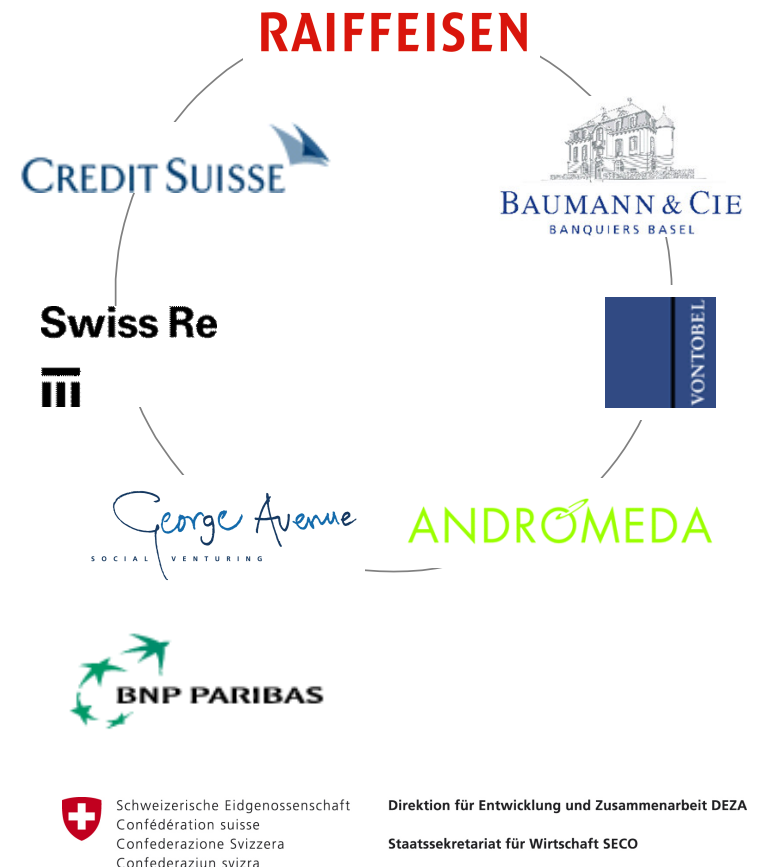 RAIFFEISEN
CREDIT SUISSE
BAUMANN & CIE
BANQUIERS BASEL
Swiss Re
VONTOBEL
George Avenue
SOCIAL VENTURING
ANDROMEDA
BNP PARIBAS
Schweizerische Eidgenossenschaft
Confédération suisse
Confederazione Svizzera
Confederaziun svizra
Direktion für Entwicklung und Zusammenarbeit DEZA
Staatssekretariat für Wirtschaft SECO